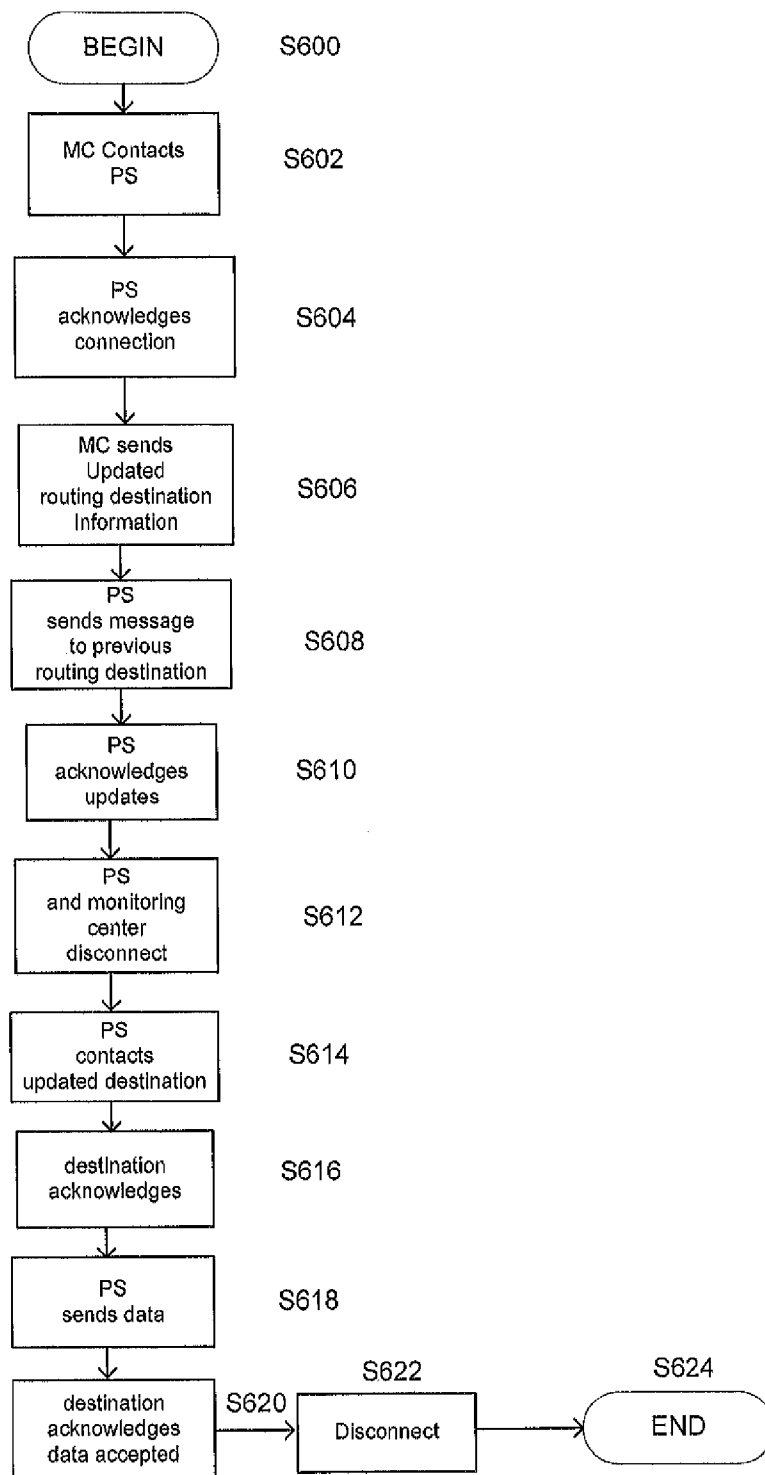 BEGIN
S600
MC Contacts
PS
S602
PS
acknowledges
connection
S604
MC sends
Updated
routing destination
Information
S606
PS
sends message
to previous
routing destination
S608
PS
acknowledges
updates
S610
PS
and monitoring
center
disconnect
S612
PS
contacts
updated destination
S614
destination
acknowledges
S616
PS
sends data
S618
destination
acknowledges
data accepted
S620
S622
Disconnect
S624
END